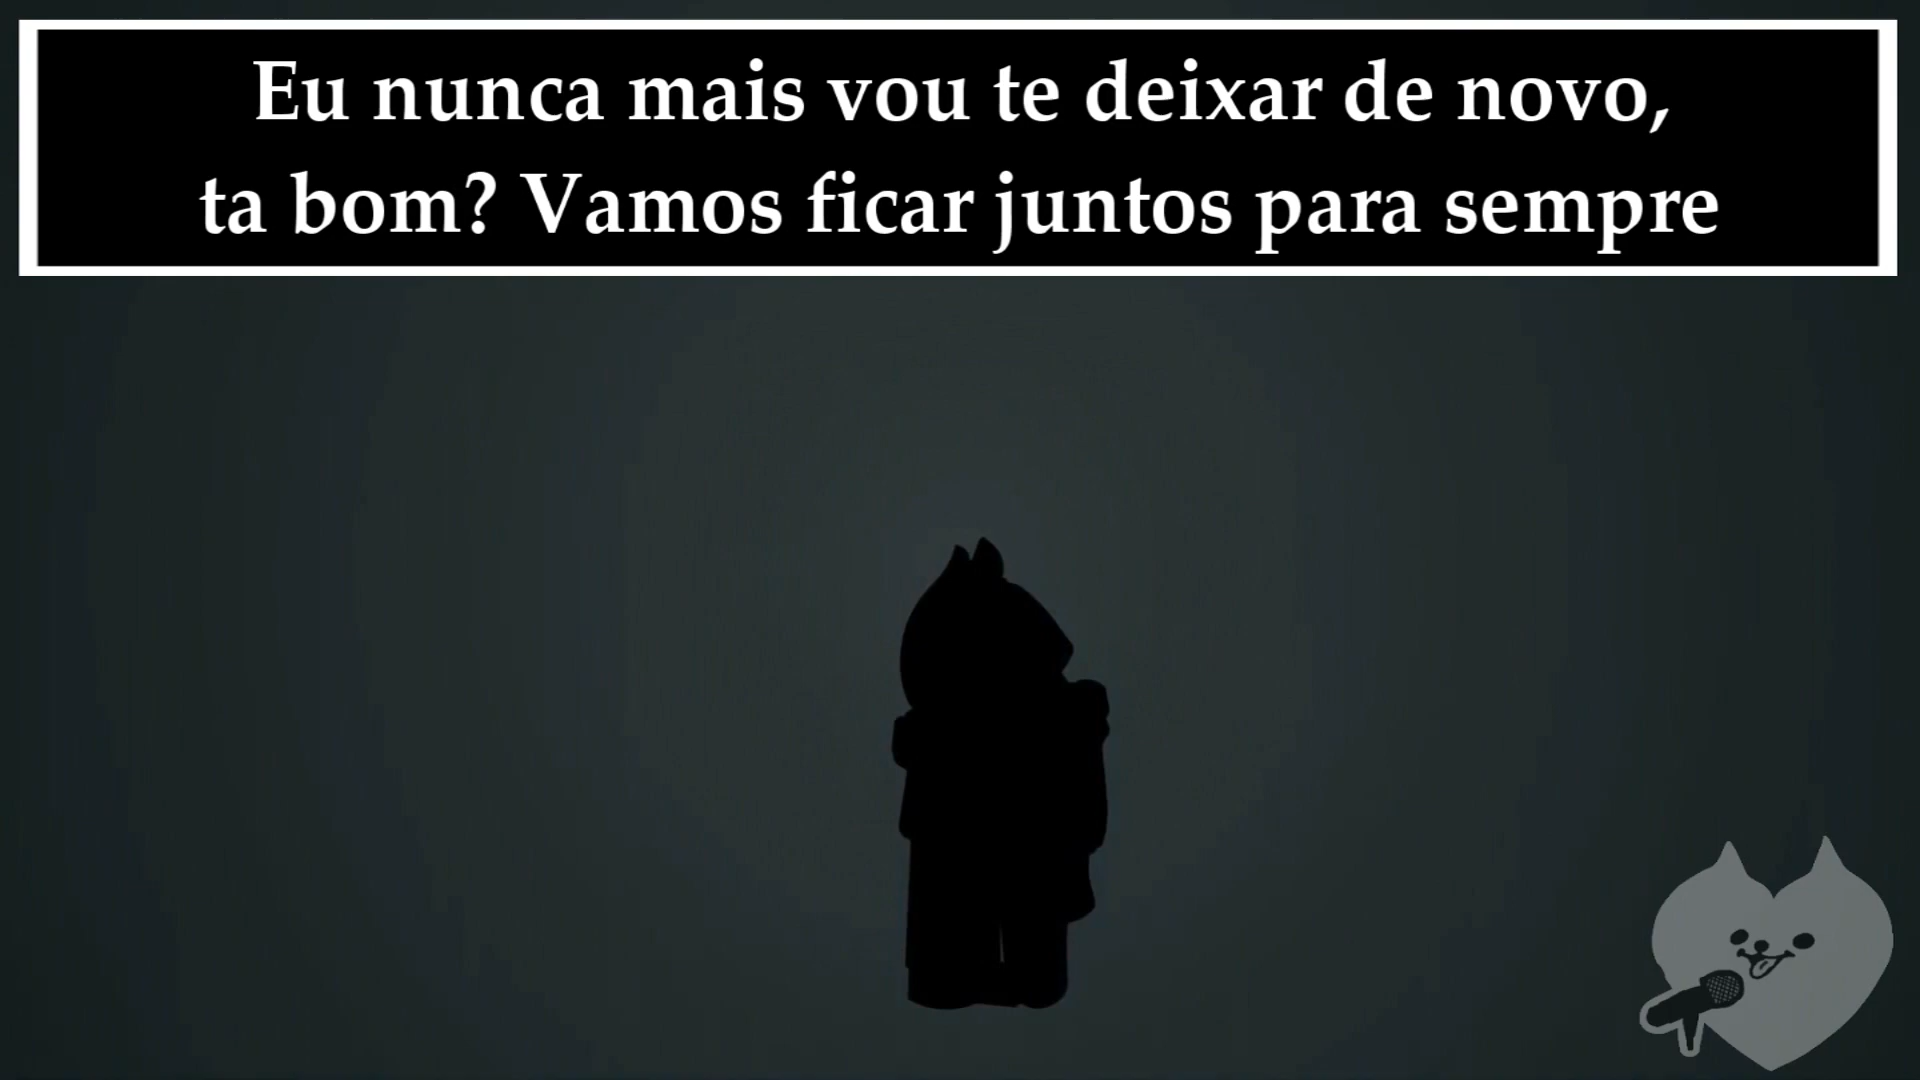 Eu nunca mais vou te deixar de novo,
ta bom? Vamos ficar juntos para sempre